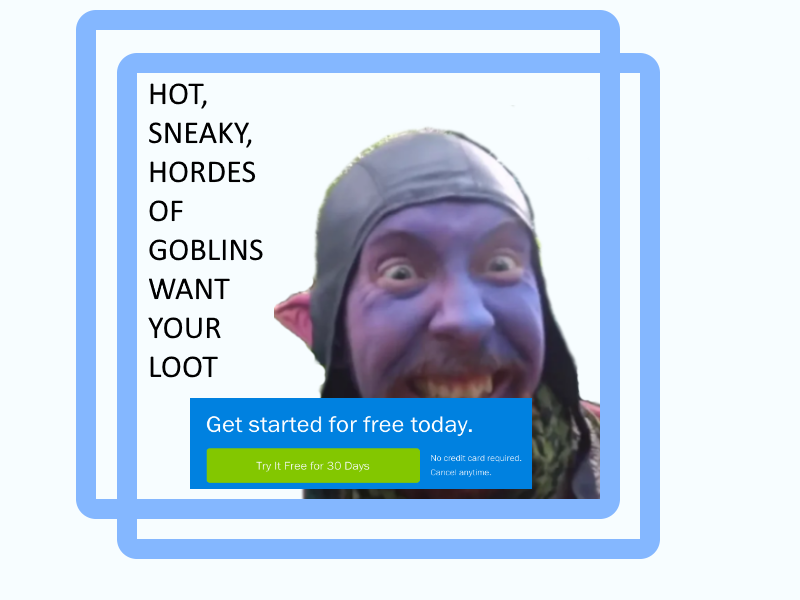 HOT,
SNEAKY,
HORDES
OF
GOBLINS
WANT
YOUR
LOOT
Get started for free today.
Try It Free for 30 Days
No credit card required.
Cancel anytime.